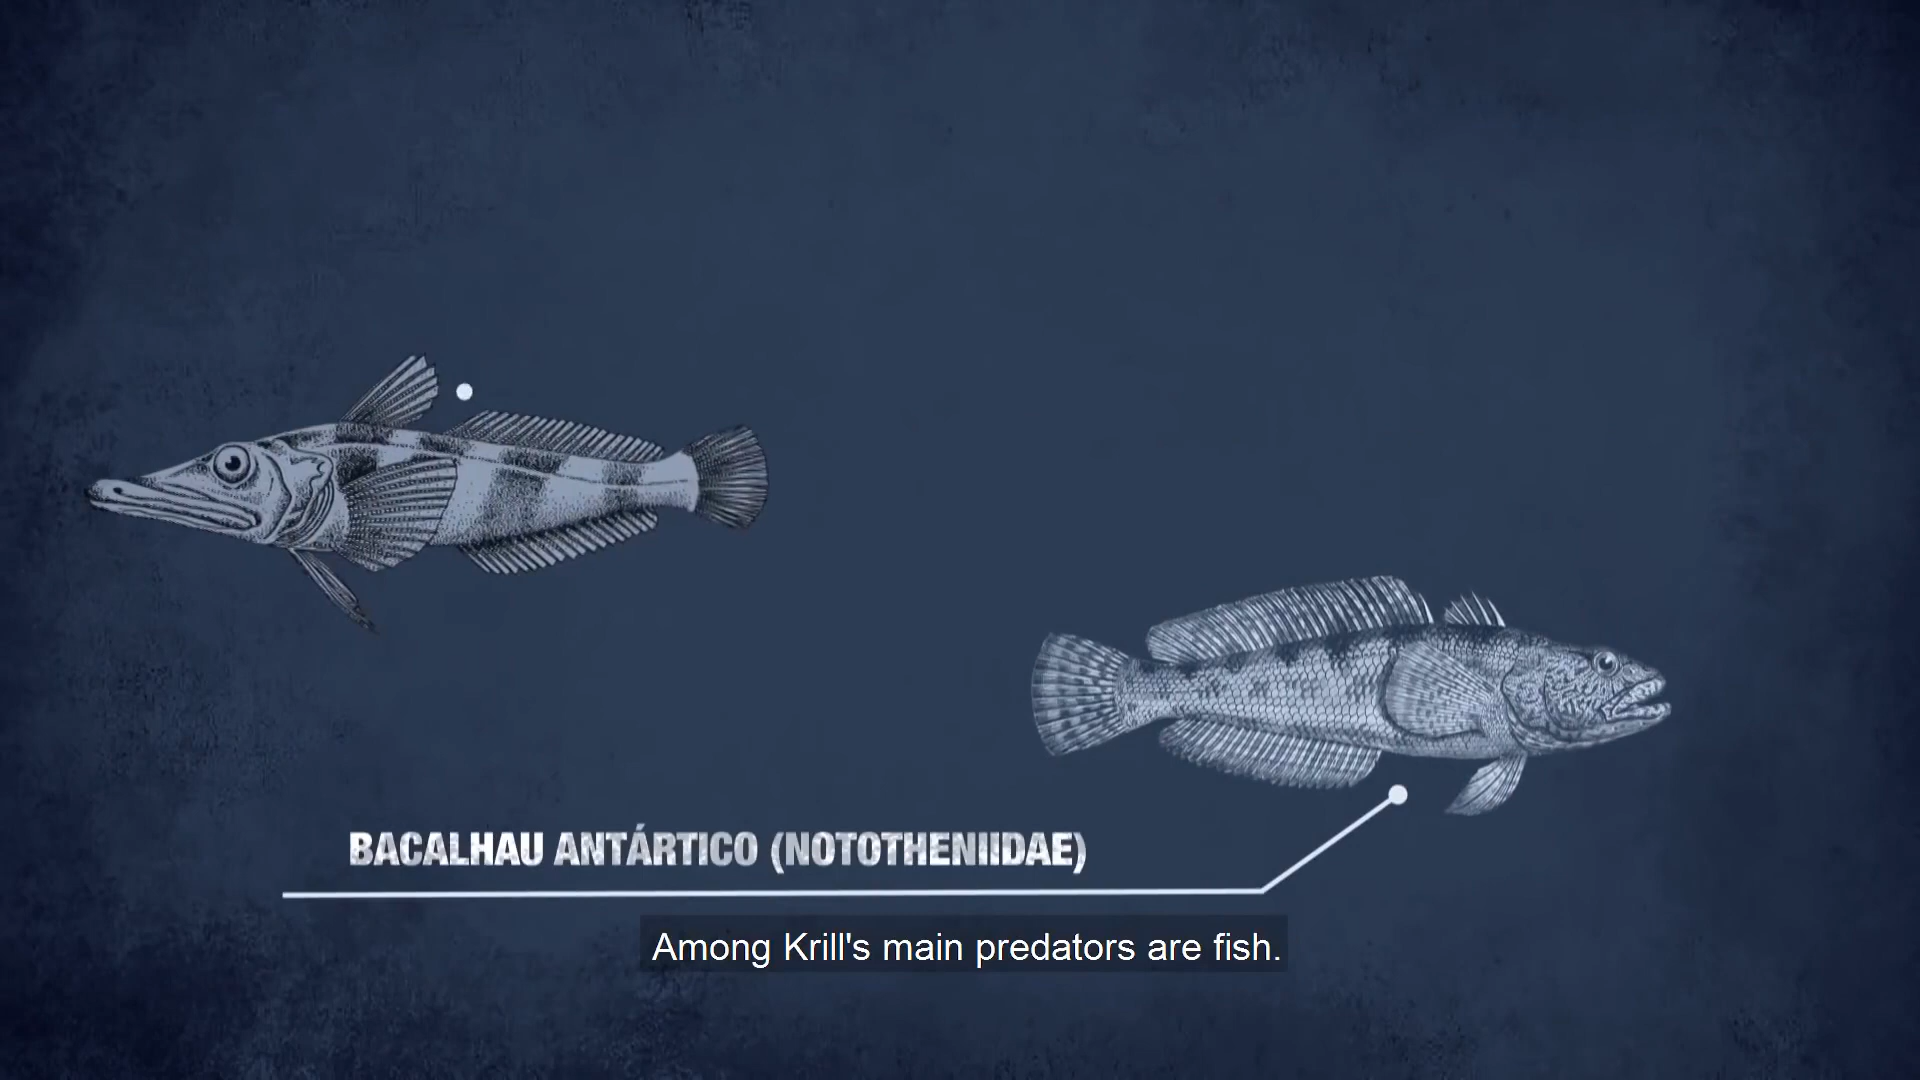 BACALHAU ANTÁRTICO (NOTOTHENIIDAE)
Among Krill's main predators are fish.